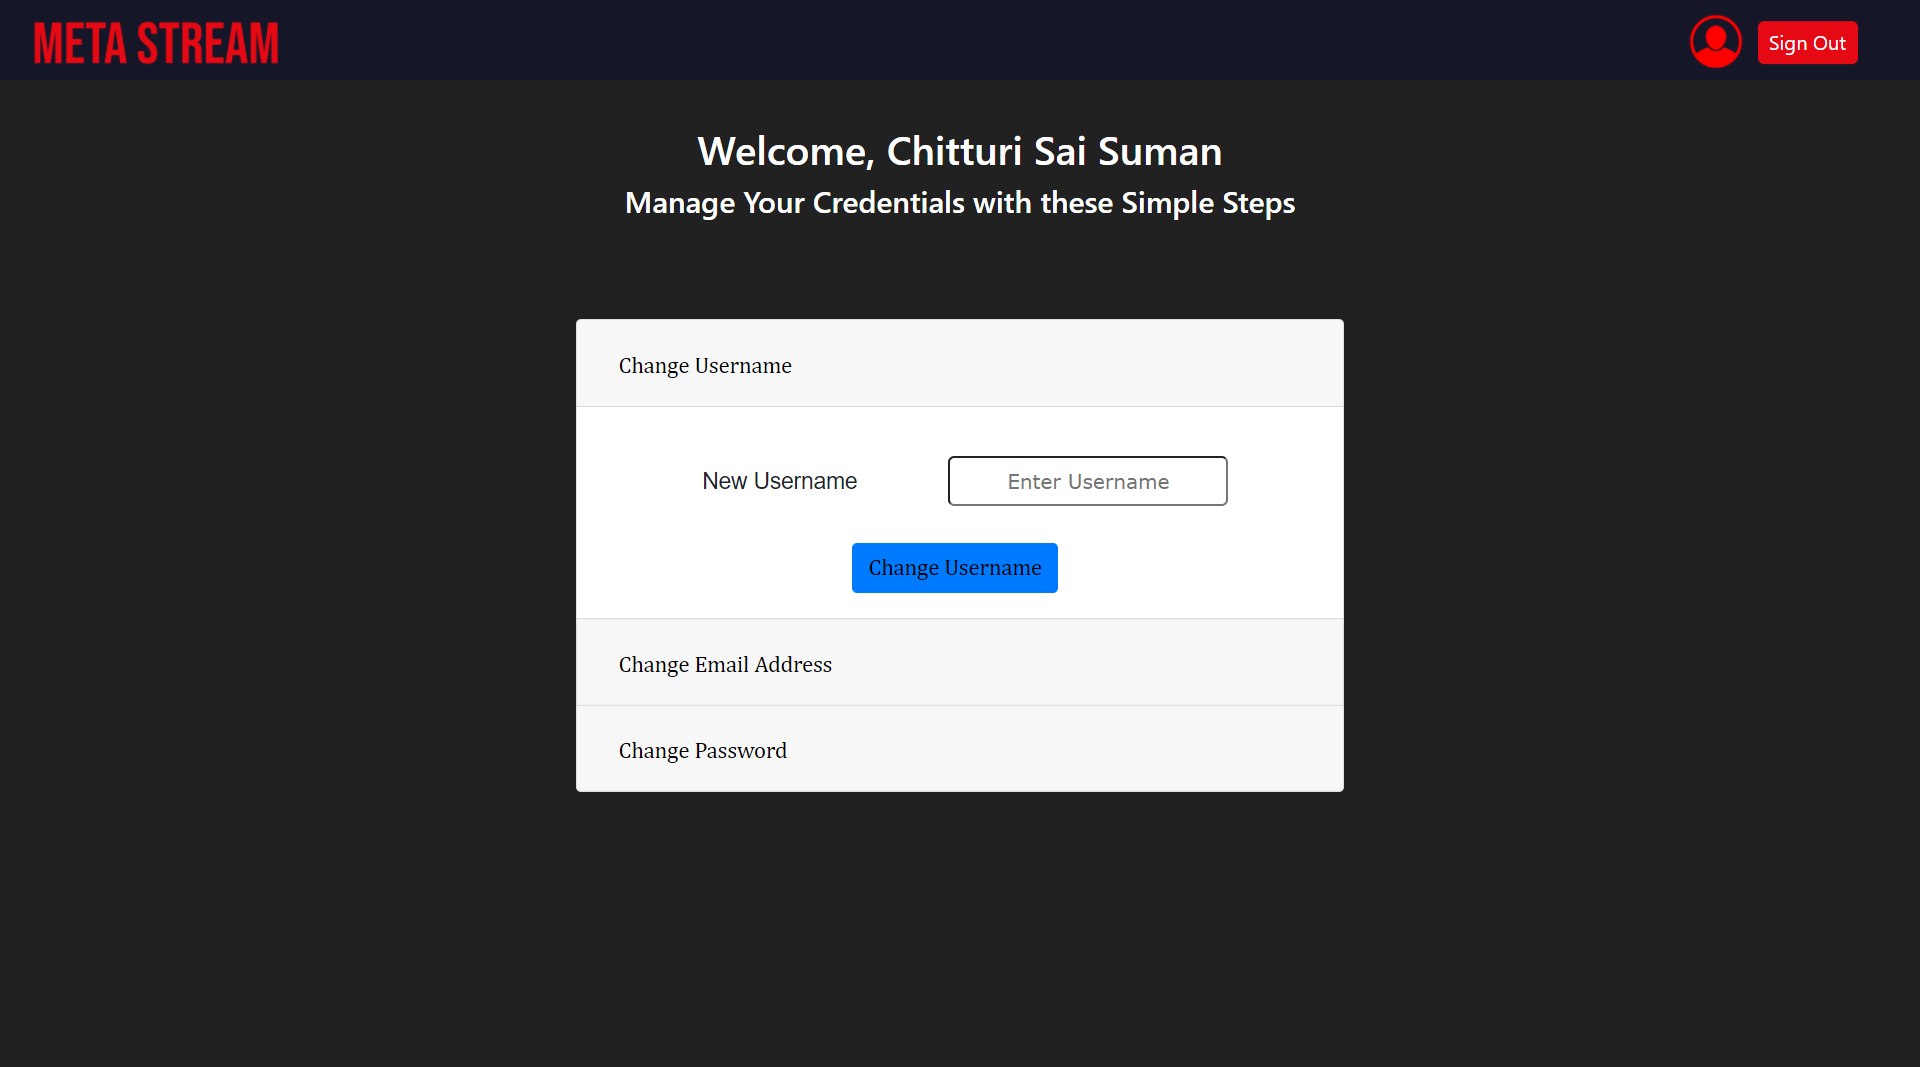 META STREAM
Sign Out
Welcome, Chitturi Sai Suman
Manage Your Credentials with these Simple Steps
Change Username
New Username
Enter Username
Change Username
Change Email Address
Change Password